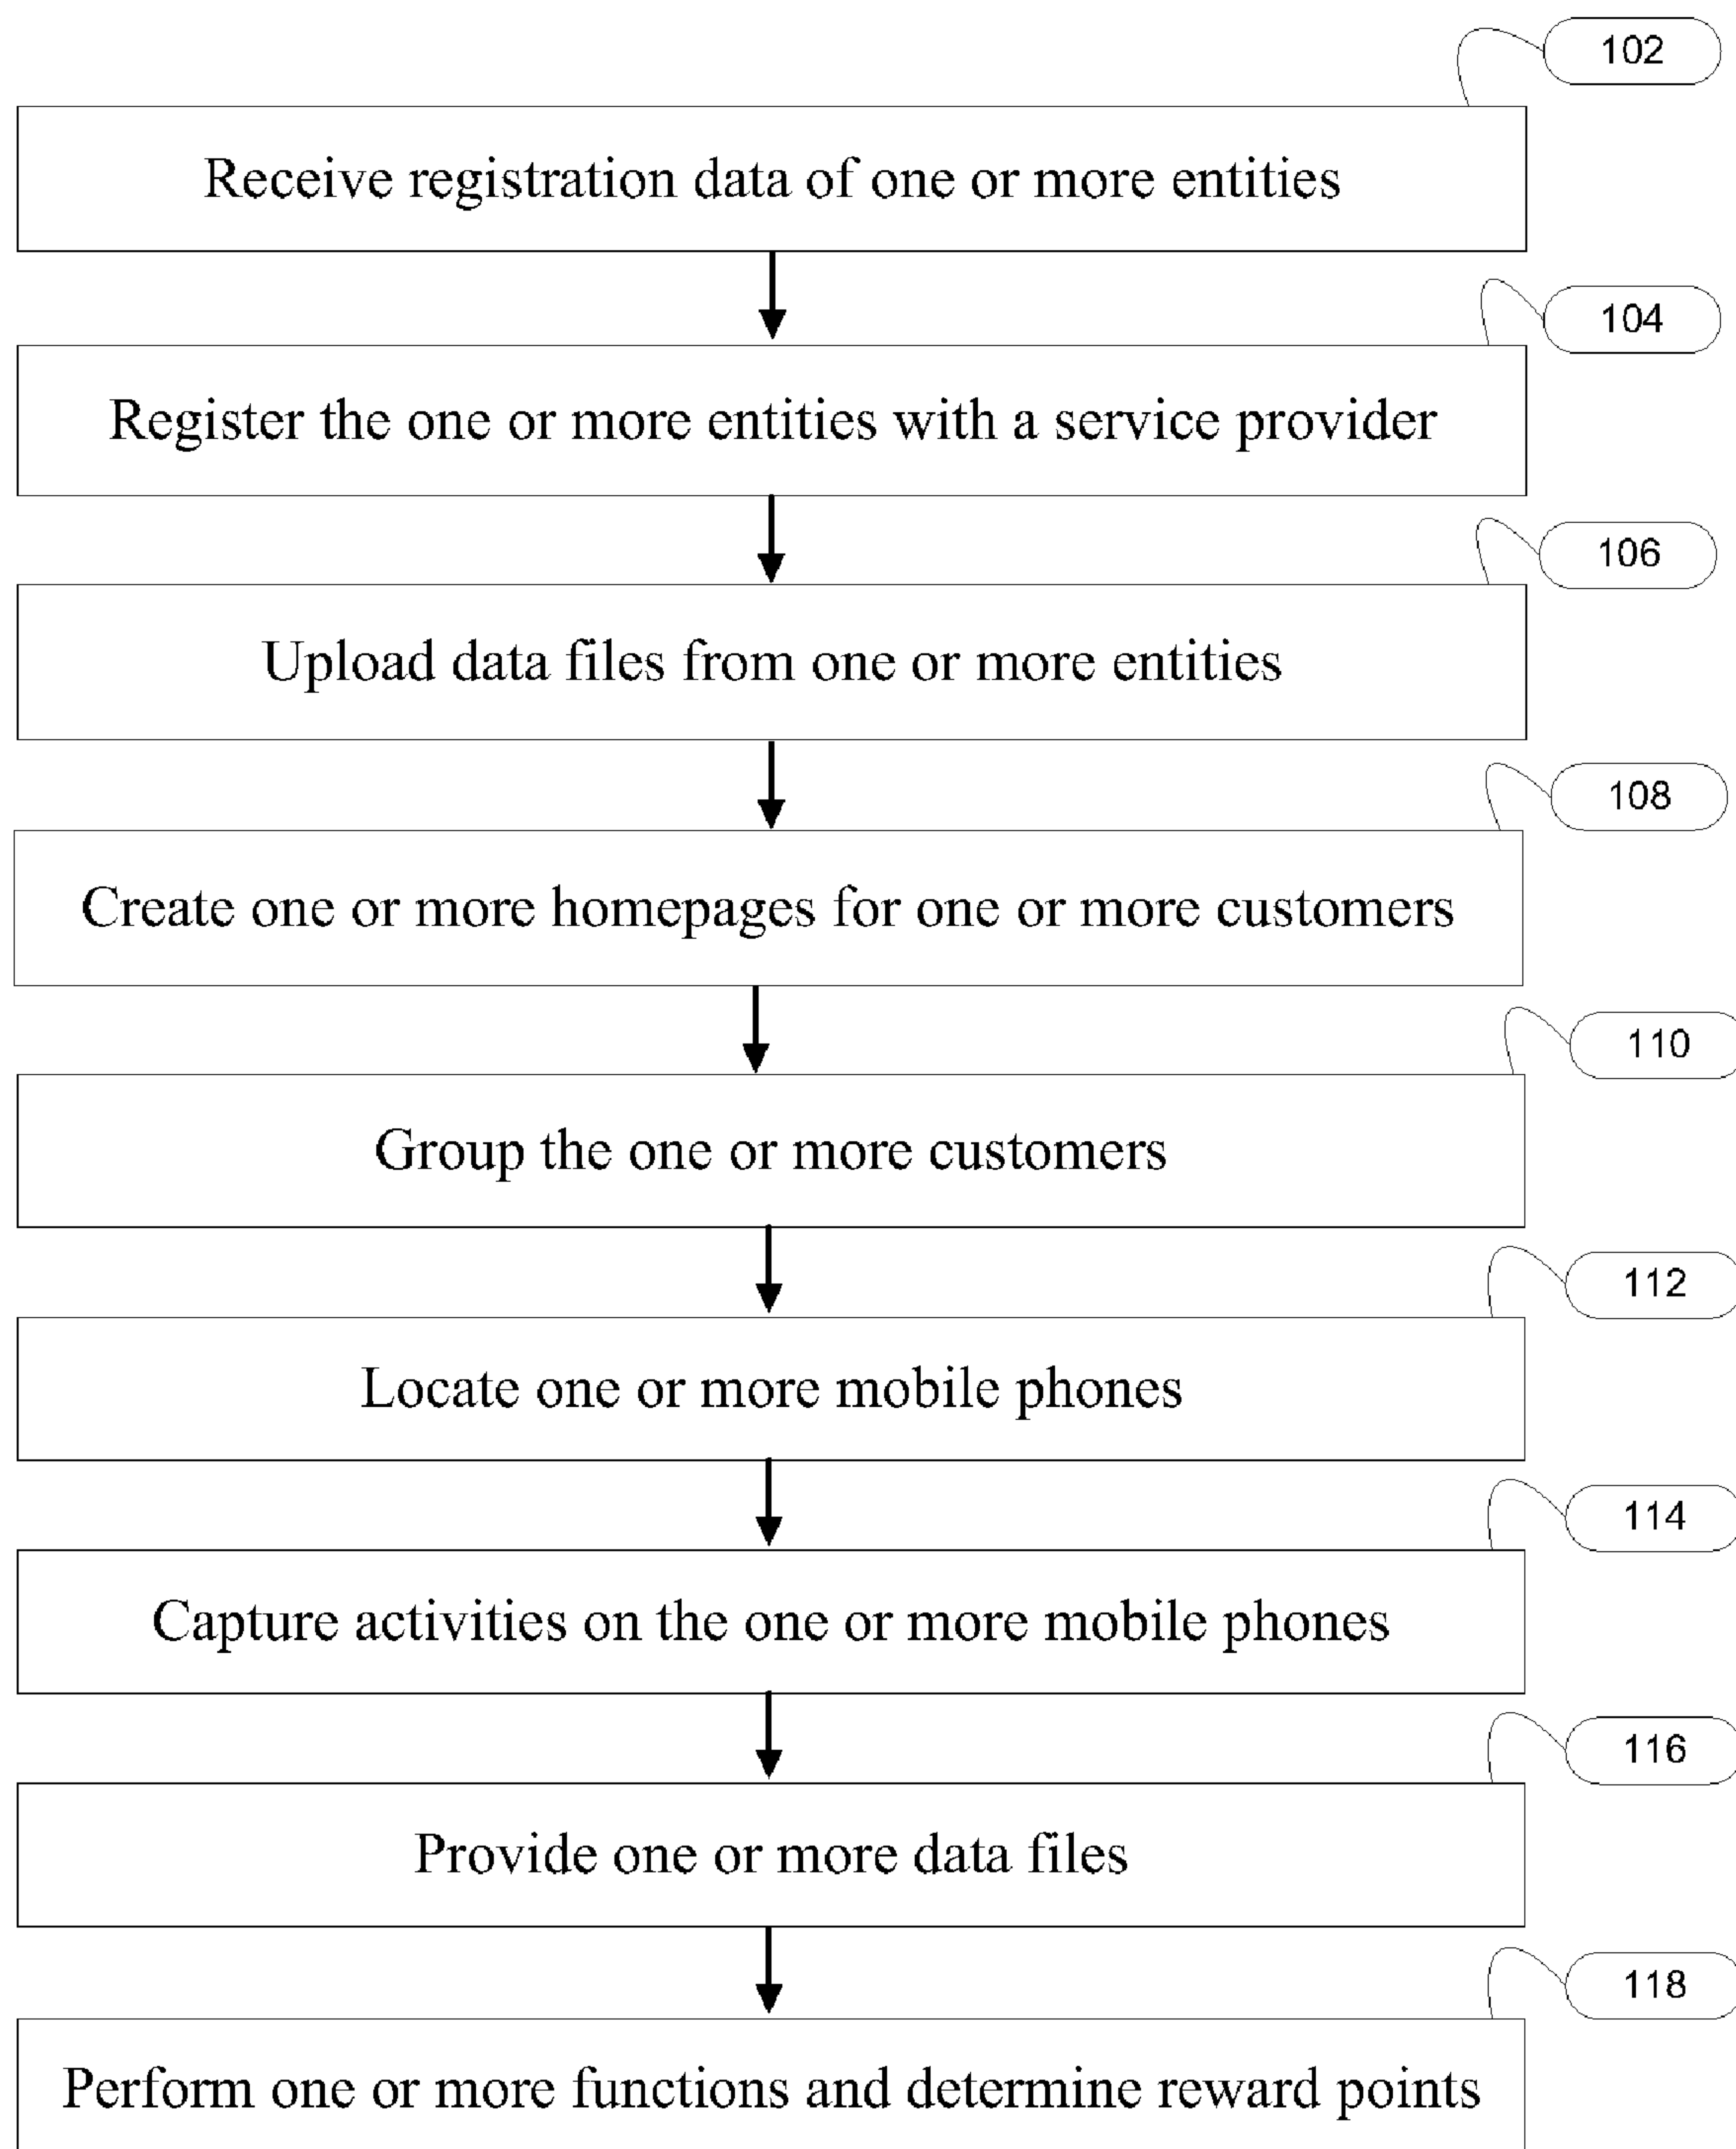 102
Receive registration data of one or more entities
104
Register the one or more entities with a service provider
106
Upload data files from one or more entities
108
Create one or more homepages for one or more customers
110
Group the one or more customers
112
Locate one or more mobile phones
114
Capture activities on the one or more mobile phones
116
Provide one or more data files
118
Perform one or more functions and determine reward points